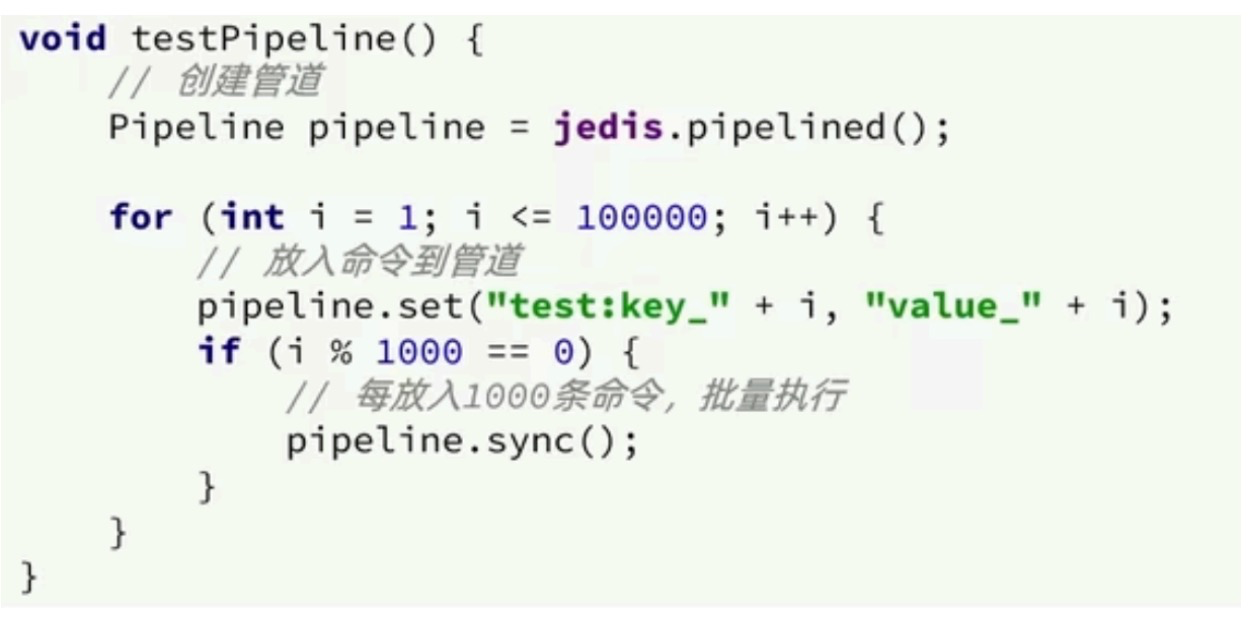 void testPipeline() {
    // 创建管道
    Pipeline pipeline = jedis.pipelined();

    for (int i = 1; i <= 100000; i++) {
        // 放入命令到管道
        pipeline.set("test:key_" + i, "value_" + i);
        if (i % 1000 == 0) {
            // 每放入1000条命令，批量执行
            pipeline.sync();
        }
    }
}